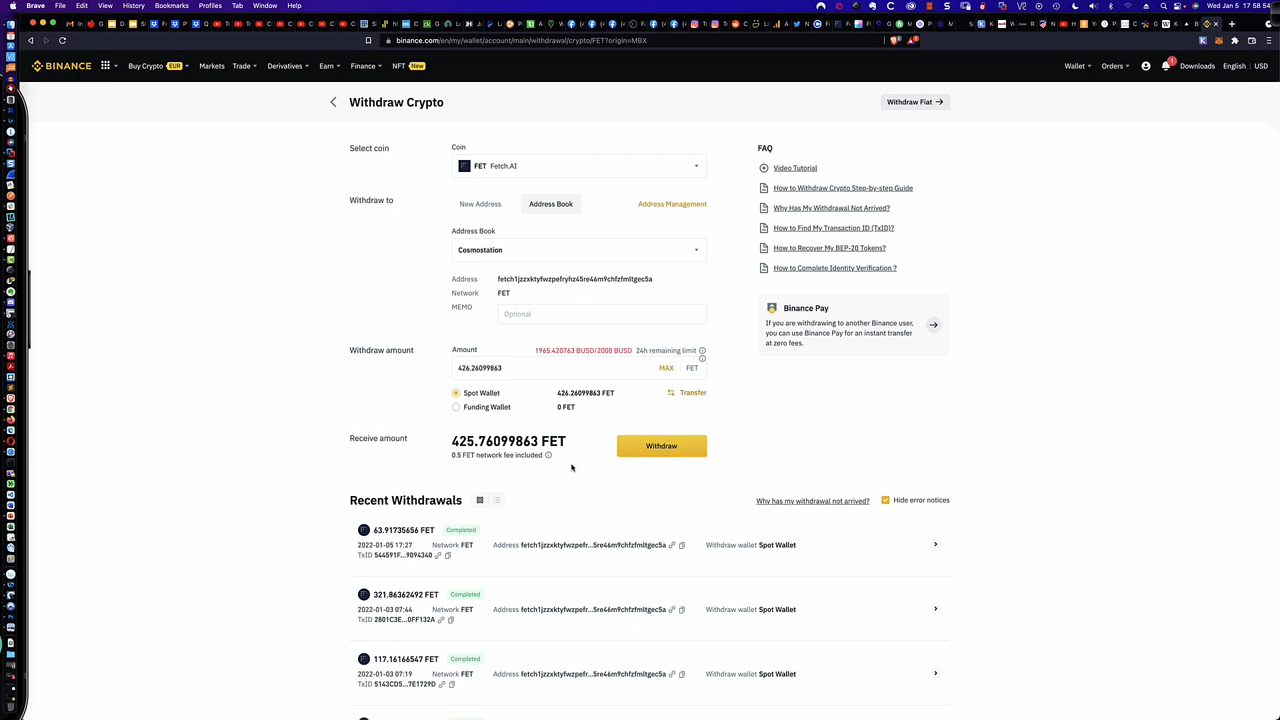 Brave File Edit View History Bookmarks Profiles Tab Window Help
Wed Jan 5 17:58:54
binance.com/en/my/wallet/account/main/withdrawal/crypto/FET?origin=MBX
BINANCE Buy Crypto EUR Markets Trade Derivatives Earn Finance NFT New Wallet Orders 1 Downloads English USD
Withdraw Crypto
Withdraw Fiat →
Select coin
Coin
FET Fetch.AI
Withdraw to
New Address Address Book Address Management
Address Book
Cosmostation
Address fetch1jzzxktyfwzpefryhz45re46m9chfzfmltgec5a
Network FET
MEMO Optional
Withdraw amount
Amount 1965.420763 BUSD/2000 BUSD 24h remaining limit
426.26099863 MAX FET
Spot Wallet 426.26099863 FET Transfer
Funding Wallet 0 FET
Receive amount
425.76099863 FET
0.5 FET network fee included
Withdraw
FAQ
Video Tutorial
How to Withdraw Crypto Step-by-step Guide
Why Has My Withdrawal Not Arrived?
How to Find My Transaction ID (TxID)?
How to Recover My BEP-20 Tokens?
How to Complete Identity Verification ?
Binance Pay
If you are withdrawing to another Binance user,
you can use Binance Pay for an instant transfer
at zero fees.
Recent Withdrawals
Why has my withdrawal not arrived? Hide error notices
63.91735656 FET Completed
2022-01-05 17:27 Network FET Address fetch1jzzxktyfwzpefr...5re46m9chfzfmltgec5a Withdraw wallet Spot Wallet
TxID 544591F...9094340
321.86362492 FET Completed
2022-01-03 07:44 Network FET Address fetch1jzzxktyfwzpefr...5re46m9chfzfmltgec5a Withdraw wallet Spot Wallet
TxID 2801C3E...0FF132A
117.16166547 FET Completed
2022-01-03 07:19 Network FET Address fetch1jzzxktyfwzpefr...5re46m9chfzfmltgec5a Withdraw wallet Spot Wallet
TxID 5143CD5...7E1729D